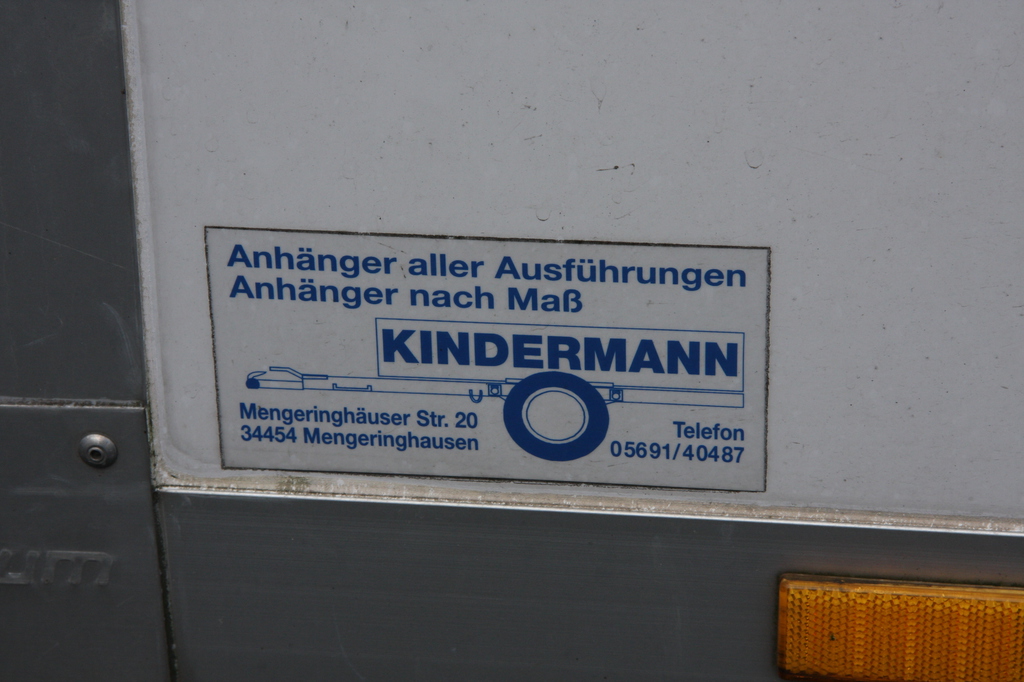 Anhänger aller Ausführungen
Anhänger nach Maß
KINDERMANN
Mengeringhäuser Str. 20
34454 Mengeringhausen
Telefon
05691/40487